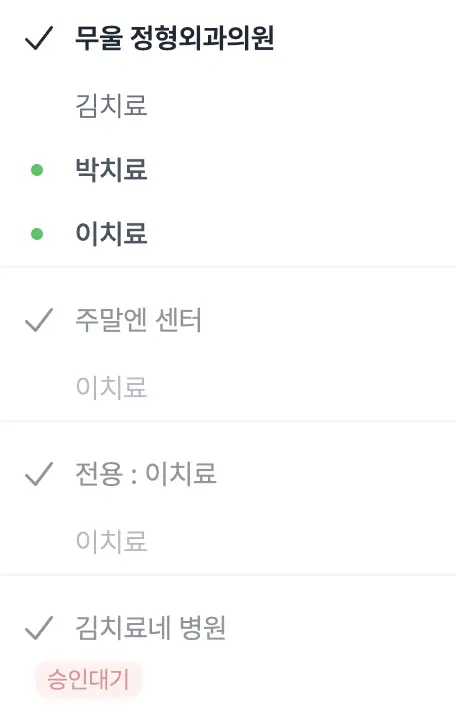 무울 정형외과의원
김치료
박치료
이치료
주말엔 센터
이치료
전용 : 이치료
이치료
김치료네 병원
승인대기